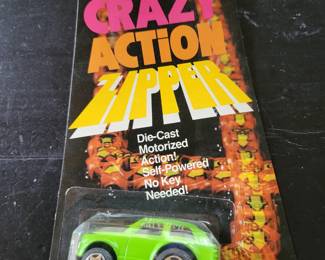 CRAZY
ACTiON
ZIPPER
Die-Cast
Motorized
Action!
Self-Powered
No Key
Needed!